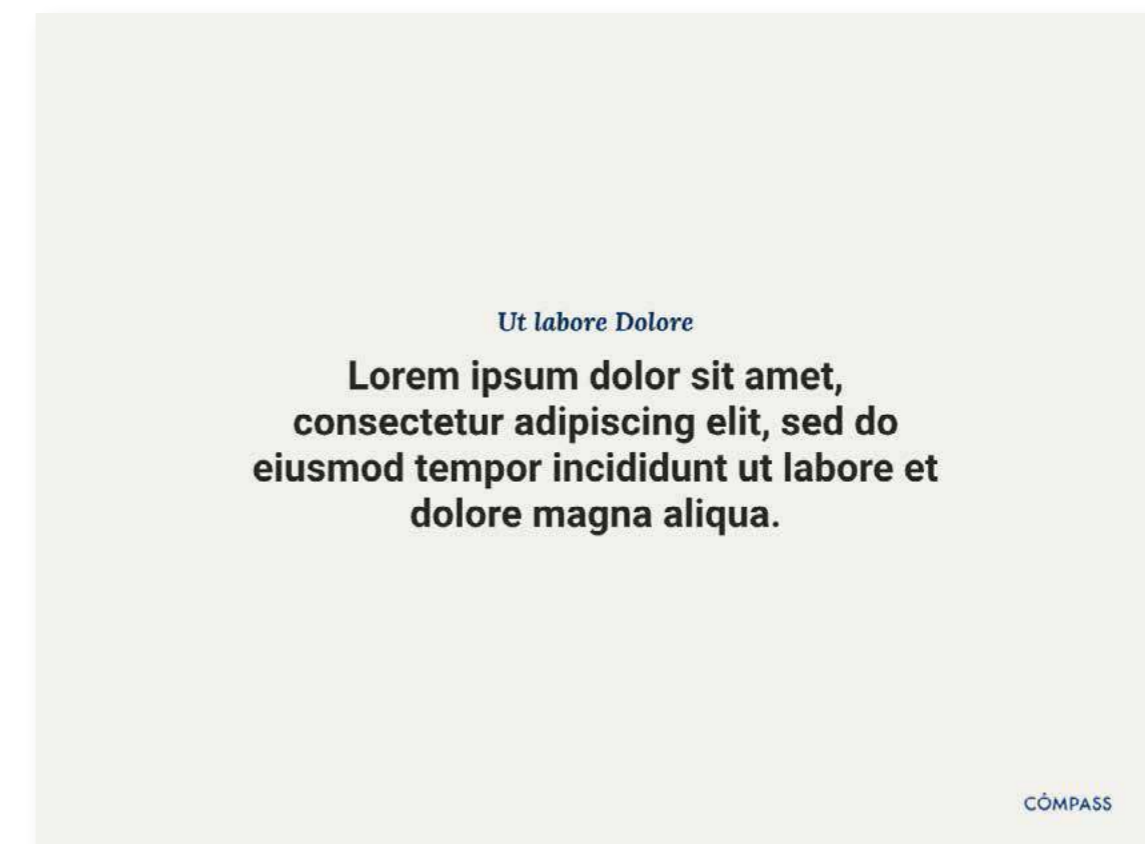 Ut labore Dolore
Lorem ipsum dolor sit amet,
consectetur adipiscing elit, sed do
eiusmod tempor incididunt ut labore et
dolore magna aliqua.
CȮMPASS